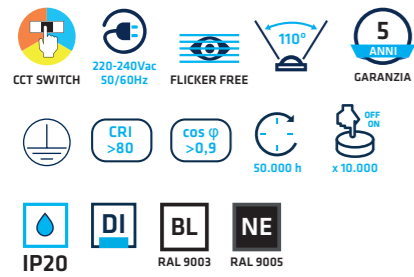 CCT SWITCH
220-240Vac
50/60Hz
FLICKER FREE
110°
5
ANNI
GARANZIA
CRI
>80
cos φ
>0,9
50.000 h
OFF
ON
x 10.000
IP20
DI
BL
RAL 9003
NE
RAL 9005